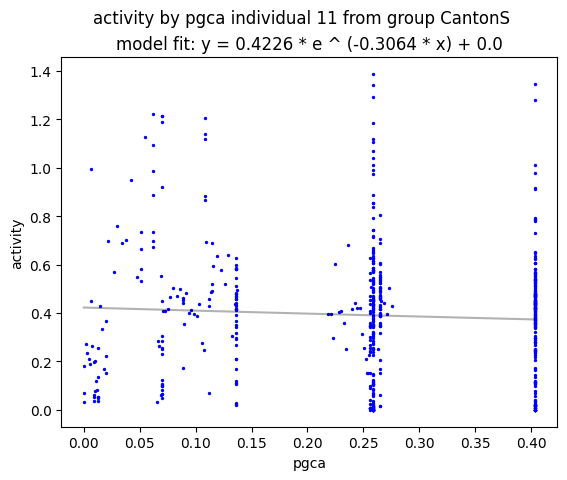 activity by pgca individual 11 from group CantonS
model fit: y = 0.4226 * e ^ (-0.3064 * x) + 0.0
1.4
1.2
1.0
0.8
0.6
0.4
0.2
0.0
activity
0.00 0.05 0.10 0.15 0.20 0.25 0.30 0.35 0.40
pgca